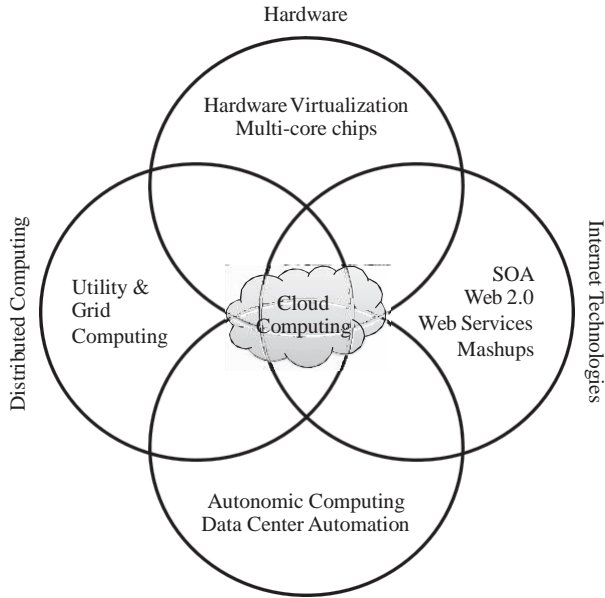 Hardware
Hardware Virtualization
Multi-core chips
Distributed Computing
Utility &
Grid
Computing
Cloud
Computing
SOA
Web 2.0
Web Services
Mashups
Internet Technologies
Autonomic Computing
Data Center Automation